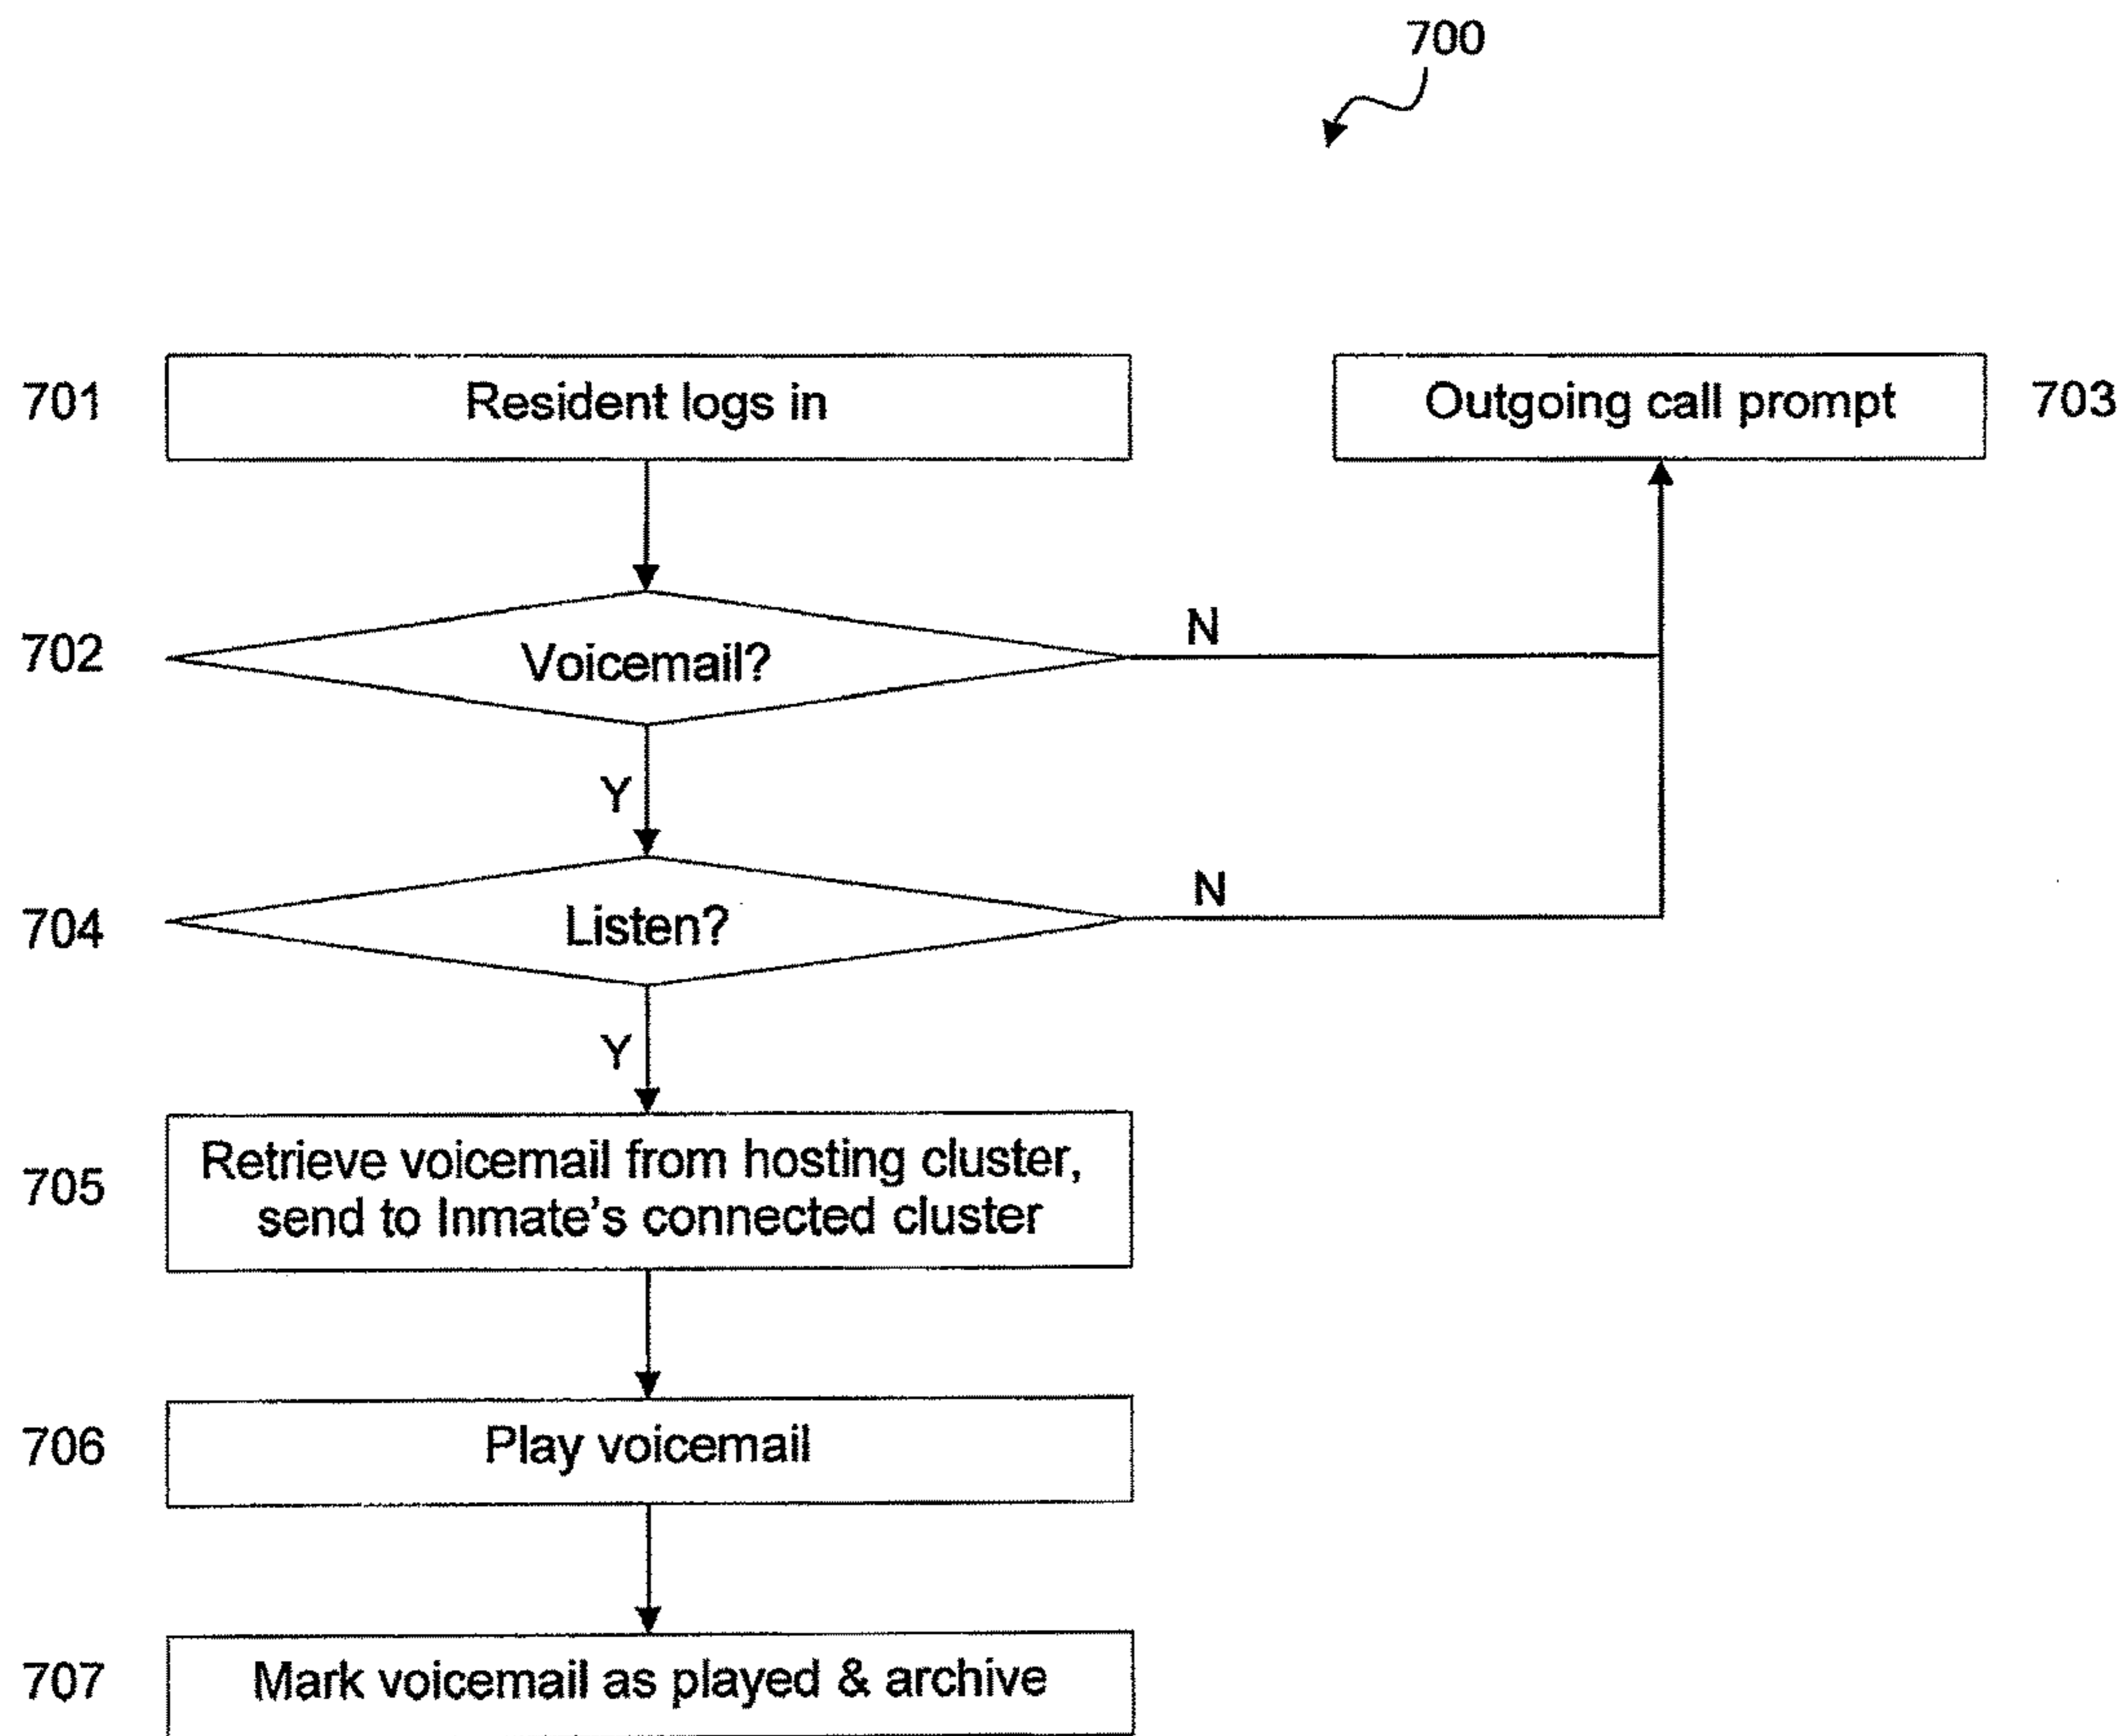 700
701 Resident logs in Outgoing call prompt 703
702 Voicemail? N
Y
704 Listen? N
Y
705 Retrieve voicemail from hosting cluster,
send to Inmate's connected cluster
706 Play voicemail
707 Mark voicemail as played & archive